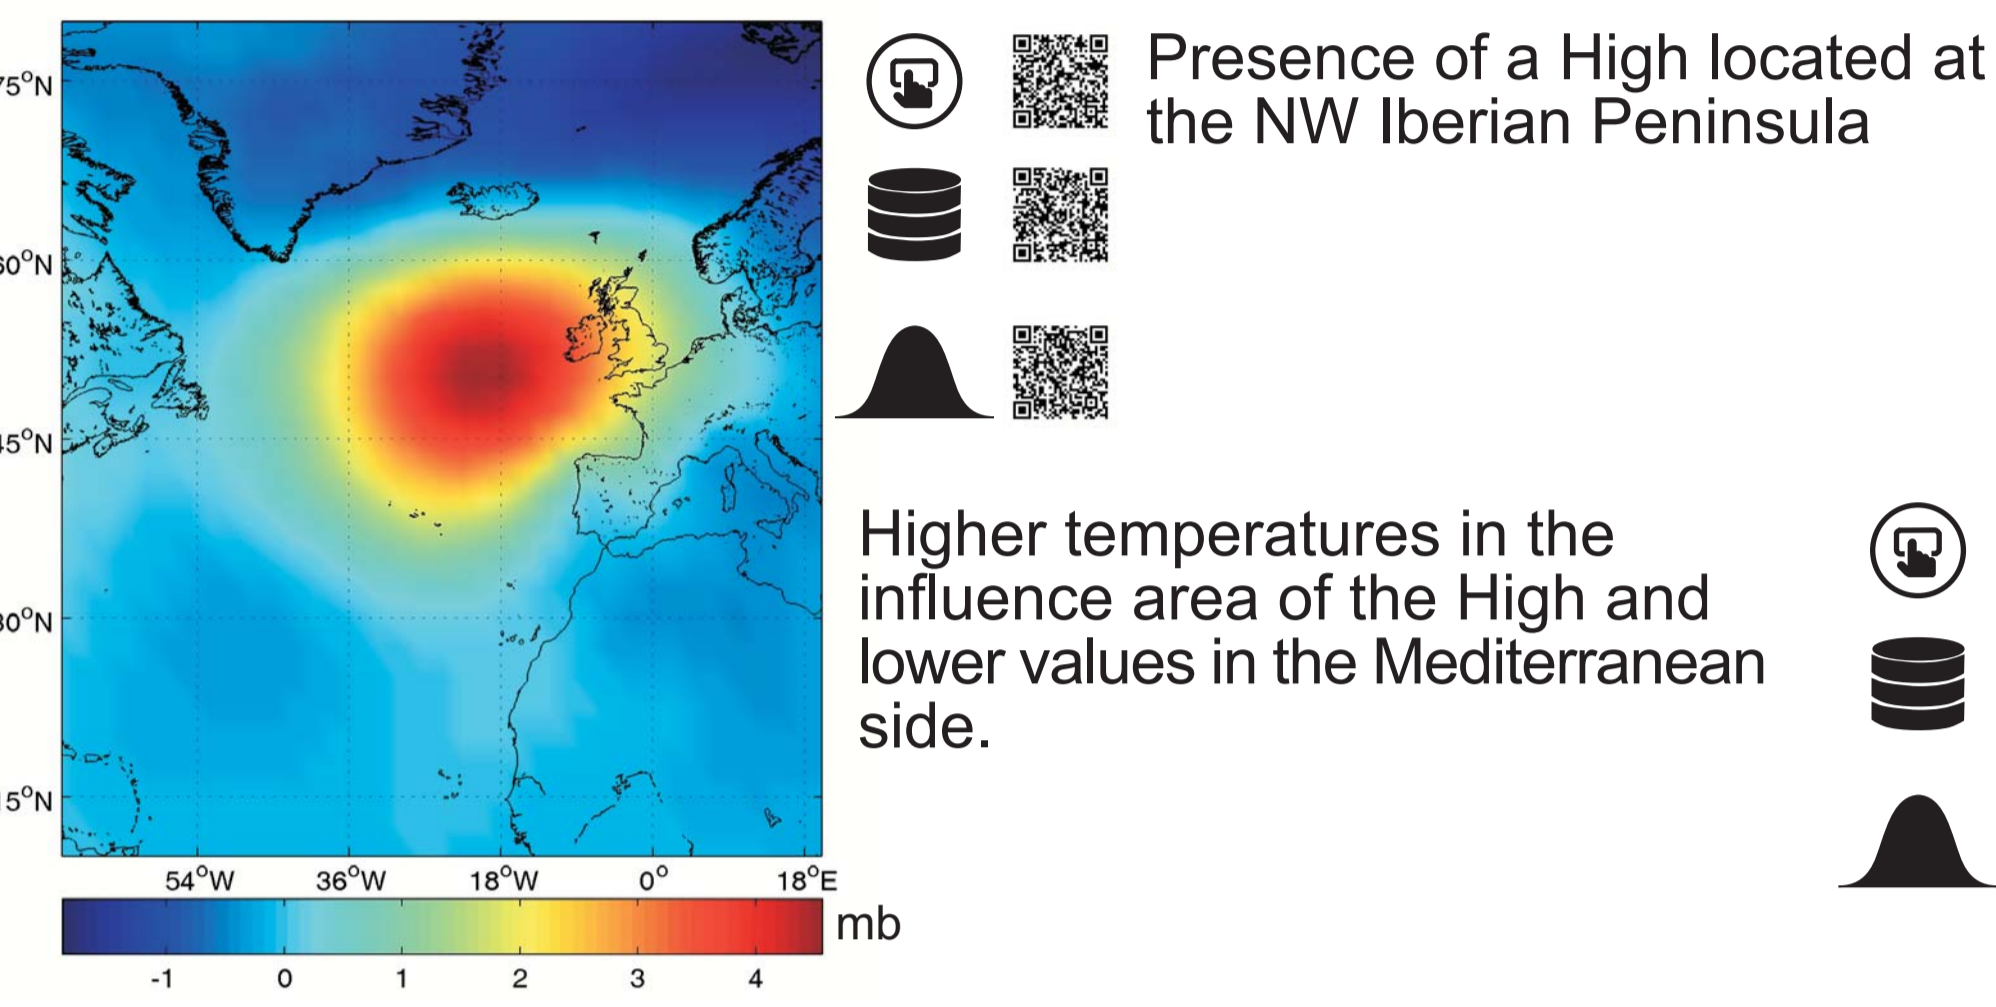 Presence of a High located at
the NW Iberian Peninsula
75°N
60°N
45°N
30°N
15°N
54°W 36°W 18°W 0° 18°E
mb
-1 0 1 2 3 4
Higher temperatures in the
influence area of the High and
lower values in the Mediterranean
side.